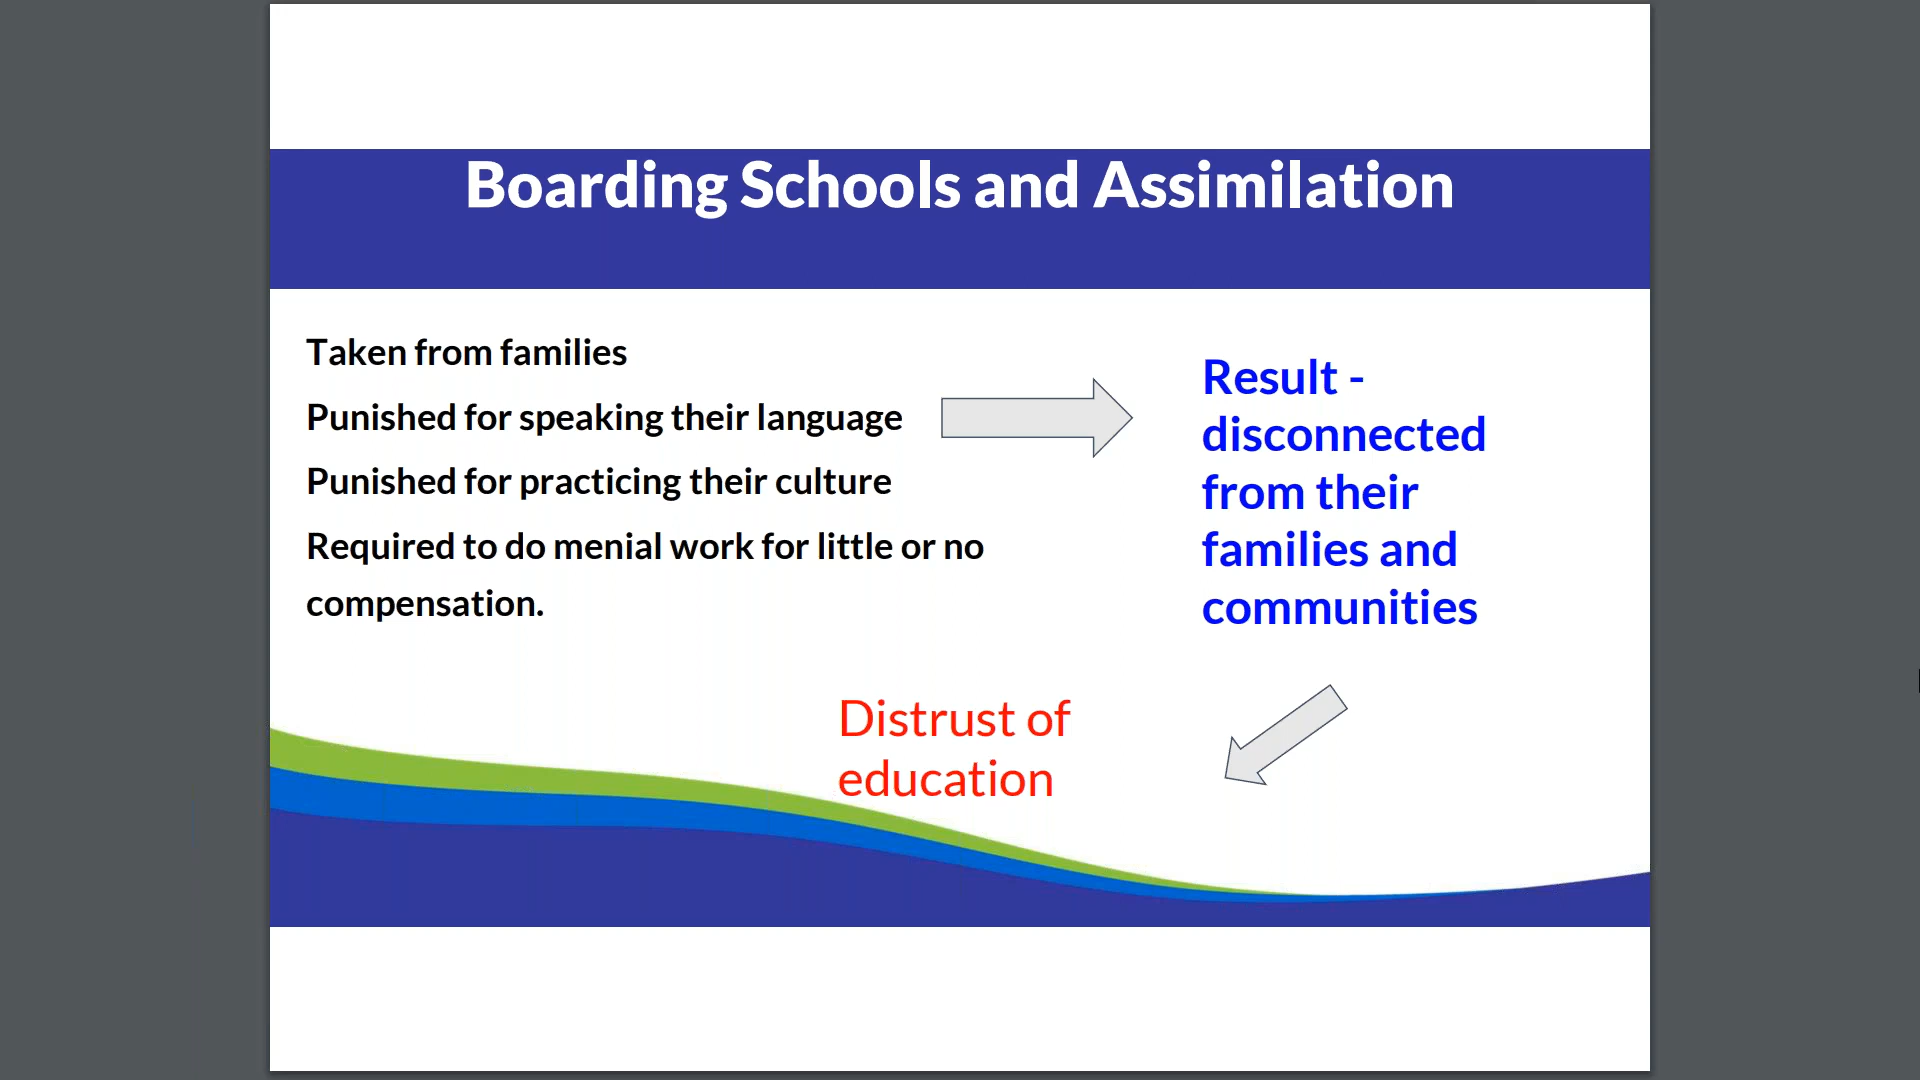 Boarding Schools and Assimilation
Taken from families
Punished for speaking their language
Punished for practicing their culture
Required to do menial work for little or no
compensation.
Result -
disconnected
from their
families and
communities
Distrust of
education